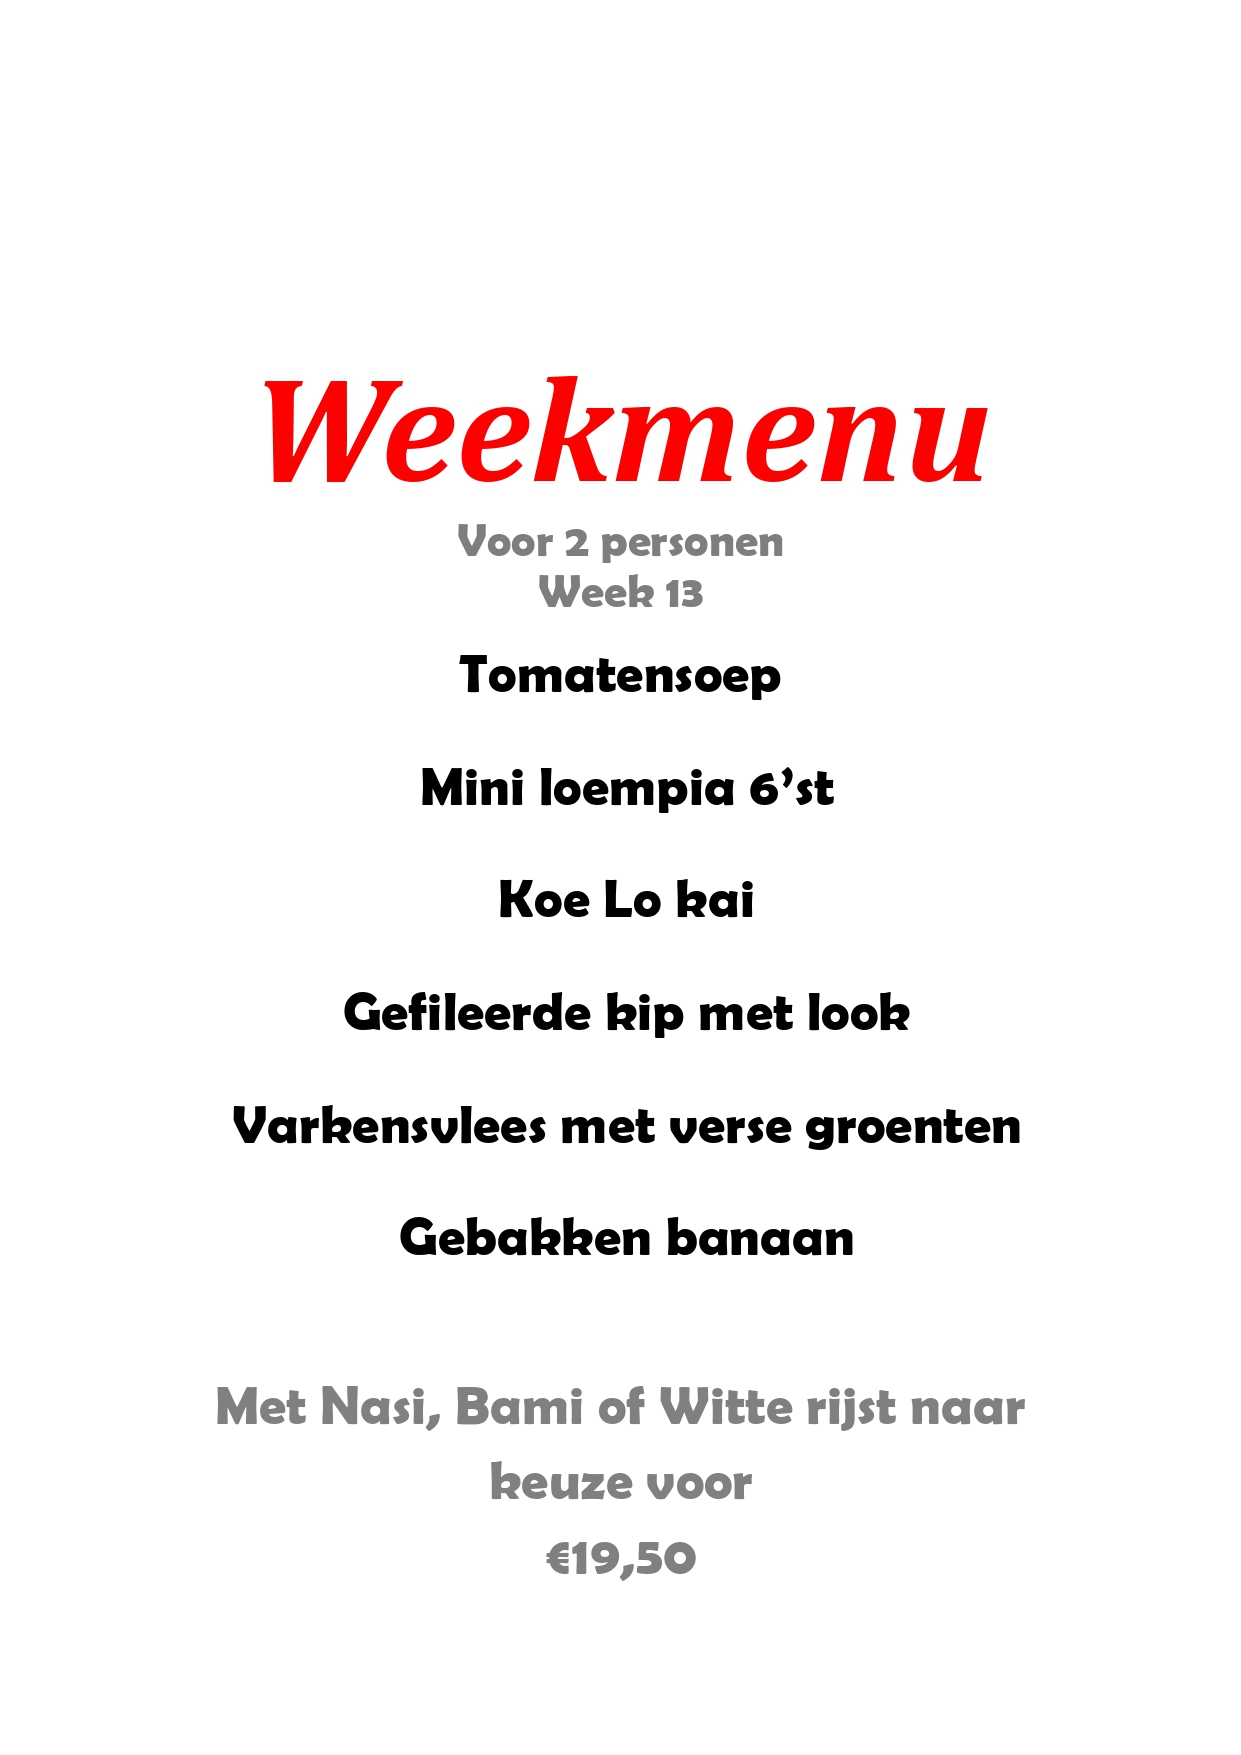 Weekmenu
Voor 2 personen
Week 13
Tomatensoep
Mini loempia 6’st
Koe Lo kai
Gefileerde kip met look
Varkensvlees met verse groenten
Gebakken banaan
Met Nasi, Bami of Witte rijst naar
keuze voor
€19,50